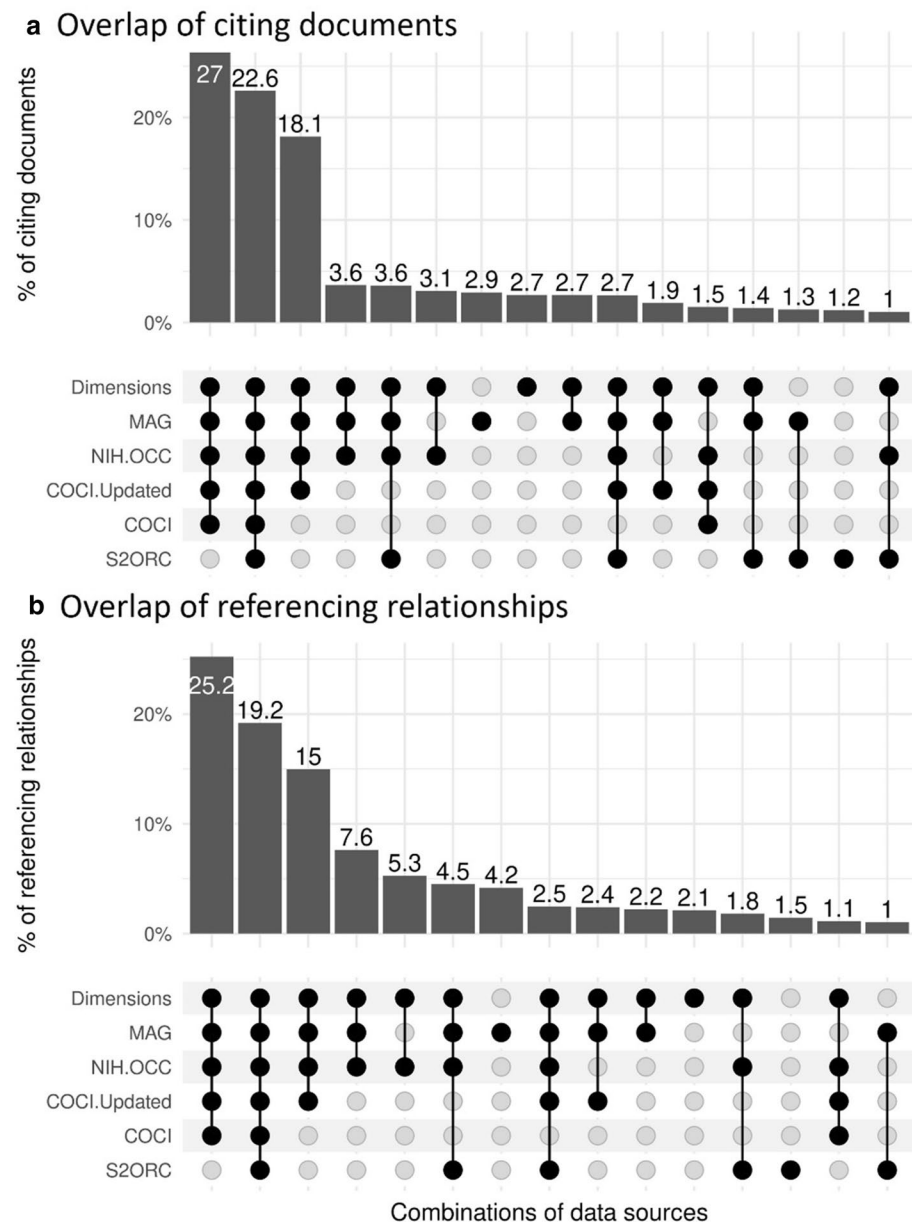 a Overlap of citing documents
% of citing documents
20%
10%
0%
27 22.6 18.1 3.6 3.6 3.1 2.9 2.7 2.7 2.7 1.9 1.5 1.4 1.3 1.2 1
Dimensions
MAG
NIH.OCC
COCI.Updated
COCI
S2ORC
b Overlap of referencing relationships
% of referencing relationships
20%
10%
0%
25.2 19.2 15 7.6 5.3 4.5 4.2 2.5 2.4 2.2 2.1 1.8 1.5 1.1 1
Dimensions
MAG
NIH.OCC
COCI.Updated
COCI
S2ORC
Combinations of data sources